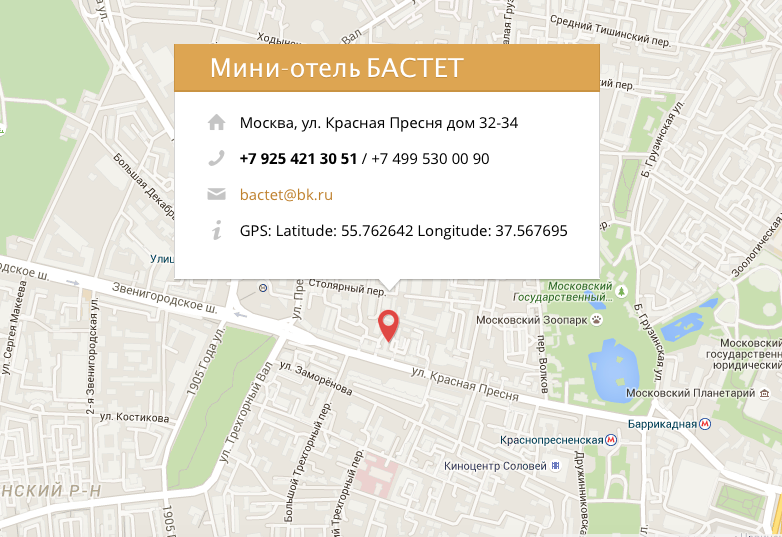 Ходынс
Вал
Средний Тишинский пер.
Мини-отель БАСТЕТ
Москва, ул. Красная Пресня дом 32-34
+7 925 421 30 51 / +7 499 530 00 90
bactet@bk.ru
GPS: Latitude: 55.762642 Longitude: 37.567695
пер.
Б. Грузинская ул.
Большая Декабр
Зоологическая
Улиц
родское ш.
Звенигородское ш.
ул. Пре
Столярный пер.
Московский
Государственный...
Московский Зоопарк
Б. Грузинская ул.
ул. Сергея Макеева
2-я Звенигородская ул.
1905 Года ул.
ул. Трехгорный Вал
ул. Заморёнова
ул. Красная Пресня
пер. Волков
Московский
государственный
юридический
Московский Планетарий
ул. Костикова
Баррикадная
Краснопресненская
Киноцентр Соловей
Большой Трехгорный пер.
Трехгорный пер.
Дружинниковская
НСКИЙ Р-Н
1905 Года